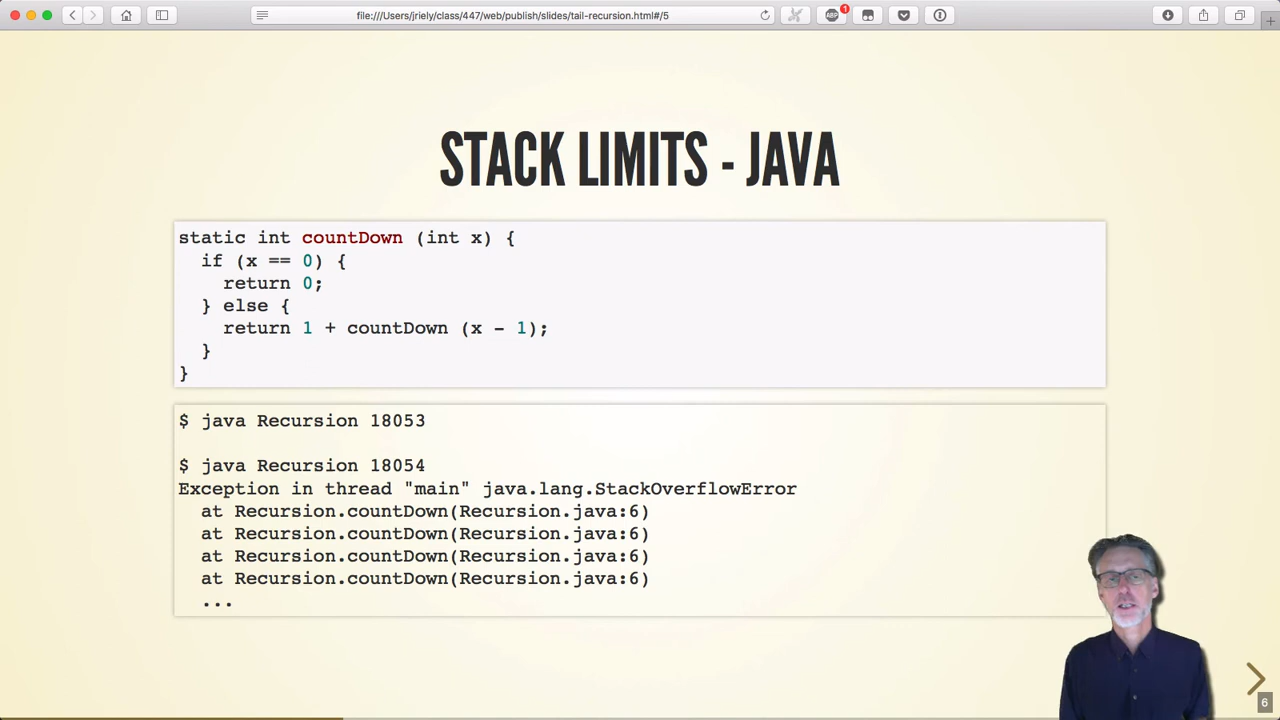 file:///Users/jriely/class/447/web/publish/slides/tail-recursion.html#/5
ABP
1
STACK LIMITS - JAVA
static int countDown (int x) {
  if (x == 0) {
    return 0;
  } else {
    return 1 + countDown (x - 1);
  }
}
$ java Recursion 18053
$ java Recursion 18054
Exception in thread "main" java.lang.StackOverflowError
  at Recursion.countDown(Recursion.java:6)
  at Recursion.countDown(Recursion.java:6)
  at Recursion.countDown(Recursion.java:6)
  at Recursion.countDown(Recursion.java:6)
  ...
6